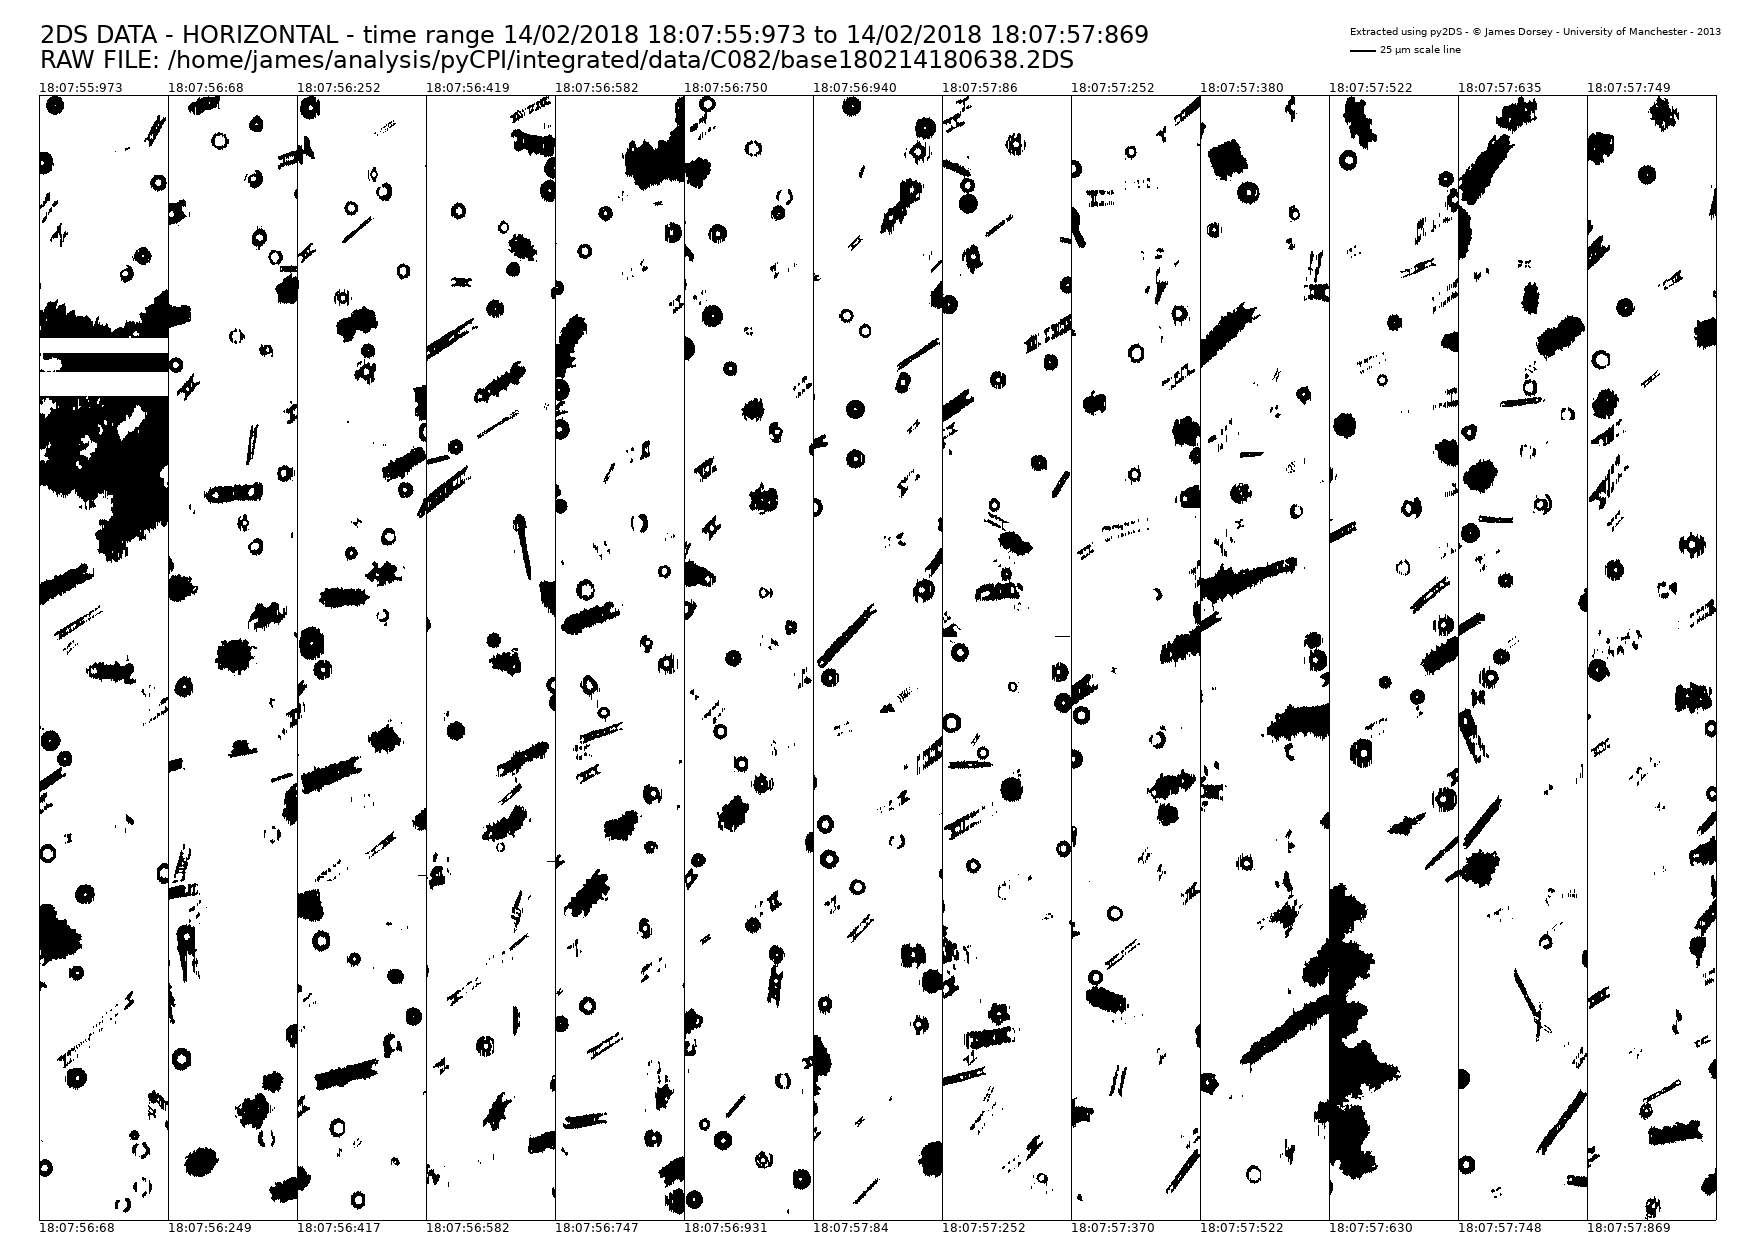 2DS DATA - HORIZONTAL - time range 14/02/2018 18:07:55:973 to 14/02/2018 18:07:57:869
RAW FILE: /home/james/analysis/pyCPI/integrated/data/C082/base180214180638.2DS
Extracted using py2DS - © James Dorsey - University of Manchester - 2013
25 µm scale line
18:07:55:973 18:07:56:68 18:07:56:252 18:07:56:419 18:07:56:582 18:07:56:750 18:07:56:940 18:07:57:86 18:07:57:252 18:07:57:380 18:07:57:522 18:07:57:635 18:07:57:749
18:07:56:68 18:07:56:249 18:07:56:417 18:07:56:582 18:07:56:747 18:07:56:931 18:07:57:84 18:07:57:252 18:07:57:370 18:07:57:522 18:07:57:630 18:07:57:748 18:07:57:869